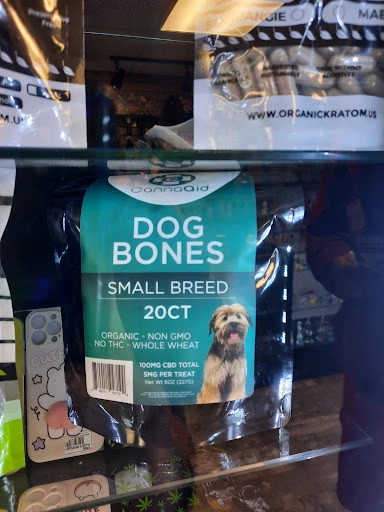 WWW.ORGANICKRATOM.US
CannaAid
DOG
BONES
SMALL BREED
20CT
ORGANIC • NON GMO
NO THC • WHOLE WHEAT
100MG CBD TOTAL
5MG PER TREAT
Net Wt 8OZ (227G)